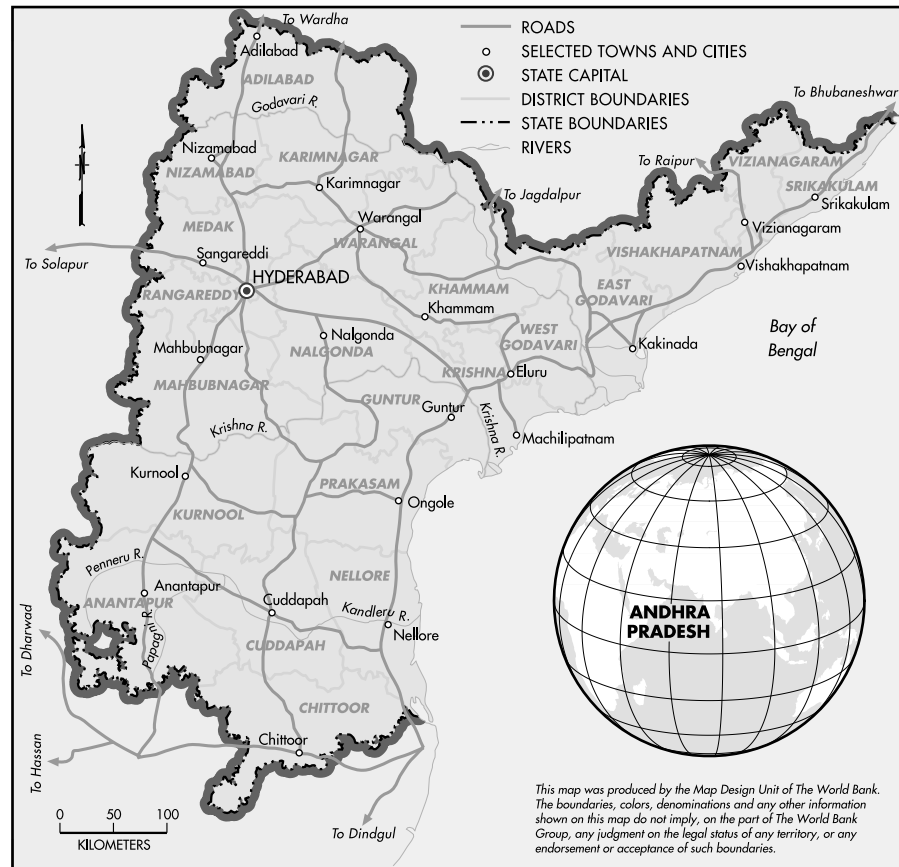 To Wardha
ROADS
SELECTED TOWNS AND CITIES
STATE CAPITAL
DISTRICT BOUNDARIES
STATE BOUNDARIES
RIVERS
Adilabad
ADILABAD
Godavari R.
To Bhubaneshwar
Nizamabad
NIZAMABAD
KARIMNAGAR
Karimnagar
To Raipur
VIZIANAGARAM
SRIKAKULAM
Srikakulam
To Jagdalpur
MEDAK
Warangal
WARANGAL
Vizianagaram
VISHAKHAPATNAM
Vishakhapatnam
To Solapur
Sangareddi
HYDERABAD
RANGAREDDY
KHAMMAM
Khammam
EAST
GODAVARI
WEST
GODAVARI
Kakinada
Bay of
Bengal
Mahbubnagar
MAHBUBNAGAR
Nalgonda
NALGONDA
KRISHNA
Eluru
GUNTUR
Guntur
Krishna R.
Krishna R.
Machilipatnam
Kurnool
KURNOOL
PRAKASAM
Ongole
Penneru R.
Anantapur
ANANTAPUR
Papagni R.
NELLORE
Cuddapah
Kandleru R.
Nellore
CUDDAPAH
To Dharwad
CHITTOOR
Chittoor
To Hassan
To Dindgul
ANDHRA
PRADESH
0 50 100
KILOMETERS
This map was produced by the Map Design Unit of The World Bank.
The boundaries, colors, denominations and any other information
shown on this map do not imply, on the part of The World Bank
Group, any judgment on the legal status of any territory, or any
endorsement or acceptance of such boundaries.